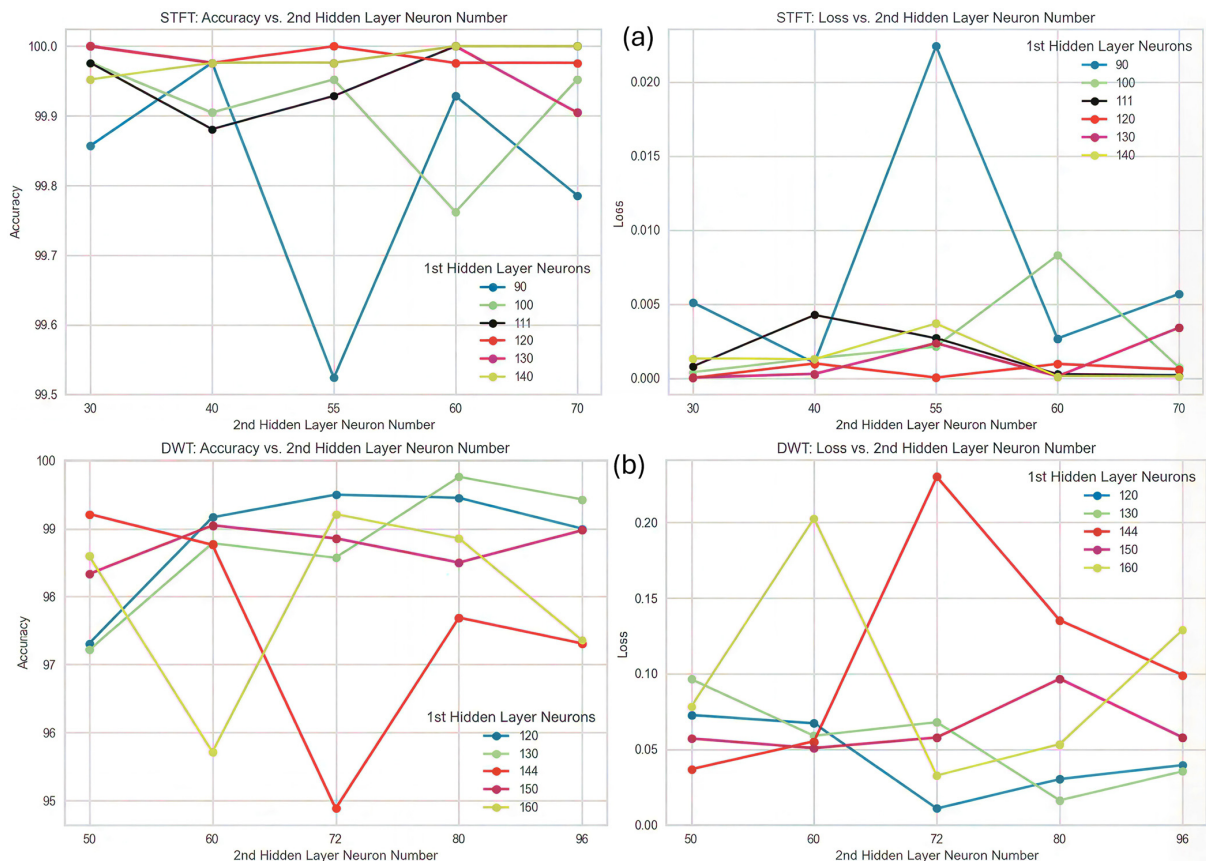 STFT: Accuracy vs. 2nd Hidden Layer Neuron Number
Accuracy
100.0
99.9
99.8
99.7
99.6
99.5
30 40 55 60 70
2nd Hidden Layer Neuron Number
1st Hidden Layer Neurons
90
100
111
120
130
140
(a)
STFT: Loss vs. 2nd Hidden Layer Neuron Number
Loss
0.020
0.015
0.010
0.005
0.000
30 40 55 60 70
2nd Hidden Layer Neuron Number
1st Hidden Layer Neurons
90
100
111
120
130
140
DWT: Accuracy vs. 2nd Hidden Layer Neuron Number
Accuracy
100
99
98
97
96
95
50 60 72 80 96
2nd Hidden Layer Neuron Number
1st Hidden Layer Neurons
120
130
144
150
160
(b)
DWT: Loss vs. 2nd Hidden Layer Neuron Number
Loss
0.20
0.15
0.10
0.05
0.00
50 60 72 80 96
2nd Hidden Layer Neuron Number
1st Hidden Layer Neurons
120
130
144
150
160